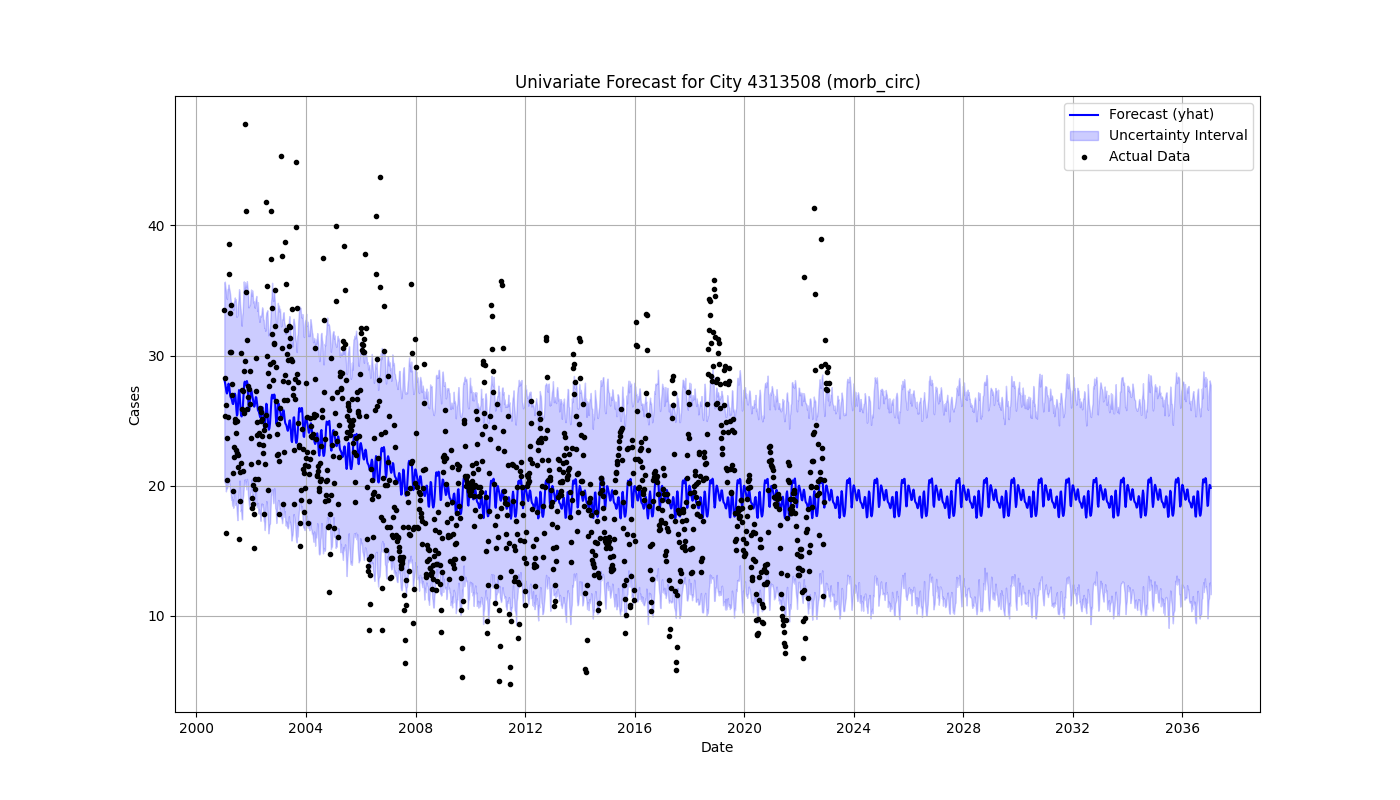 Univariate Forecast for City 4313508 (morb_circ)
Forecast (yhat)
Uncertainty Interval
Actual Data
Cases
40
30
20
10
2000 2004 2008 2012 2016 2020 2024 2028 2032 2036
Date